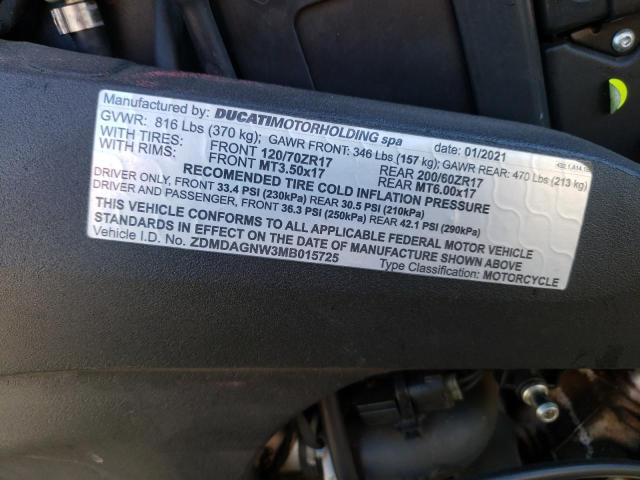 Manufactured by: DUCATIMOTORHOLDING spa date: 01/2021
GVWR: 816 Lbs (370 kg); GAWR FRONT: 346 Lbs (157 kg); GAWR REAR: 470 Lbs (213 kg)
WITH TIRES: FRONT 120/70ZR17 REAR 200/60ZR17
WITH RIMS: FRONT MT3.50x17 MT6.00x17
RECOMENDED TIRE COLD INFLATION PRESSURE
DRIVER ONLY, FRONT 33.4 PSI (230kPa) REAR 30.5 PSI (210kPa)
DRIVER AND PASSENGER, FRONT 36.3 PSI (250kPa) REAR 42.1 PSI (290kPa)
THIS VEHICLE CONFORMS TO ALL APPLICABLE FEDERAL MOTOR VEHICLE
STANDARDS IN EFFECT ON THE DATE OF MANUFACTURE SHOWN ABOVE
Vehicle I.D. No. ZDMDAGNW3MB015725 Type Classification: MOTORCYCLE